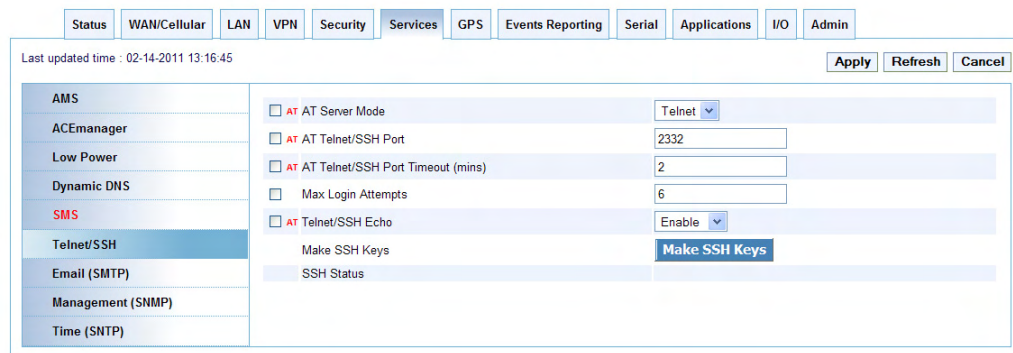 Status WAN/Cellular LAN VPN Security Services GPS Events Reporting Serial Applications I/O Admin
Last updated time : 02-14-2011 13:16:45
Apply Refresh Cancel
AMS
ACEmanager
Low Power
Dynamic DNS
SMS
Telnet/SSH
Email (SMTP)
Management (SNMP)
Time (SNTP)
AT AT Server Mode Telnet
AT AT Telnet/SSH Port 2332
AT AT Telnet/SSH Port Timeout (mins) 2
Max Login Attempts 6
AT Telnet/SSH Echo Enable
Make SSH Keys Make SSH Keys
SSH Status